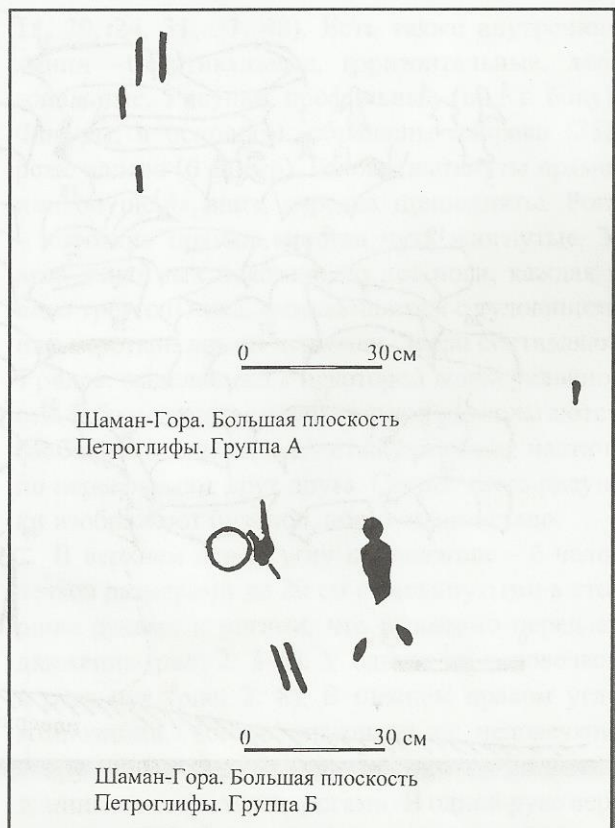 0 30 см
Шаман-Гора. Большая плоскость
Петроглифы. Группа А
0 30 см
Шаман-Гора. Большая плоскость
Петроглифы. Группа Б